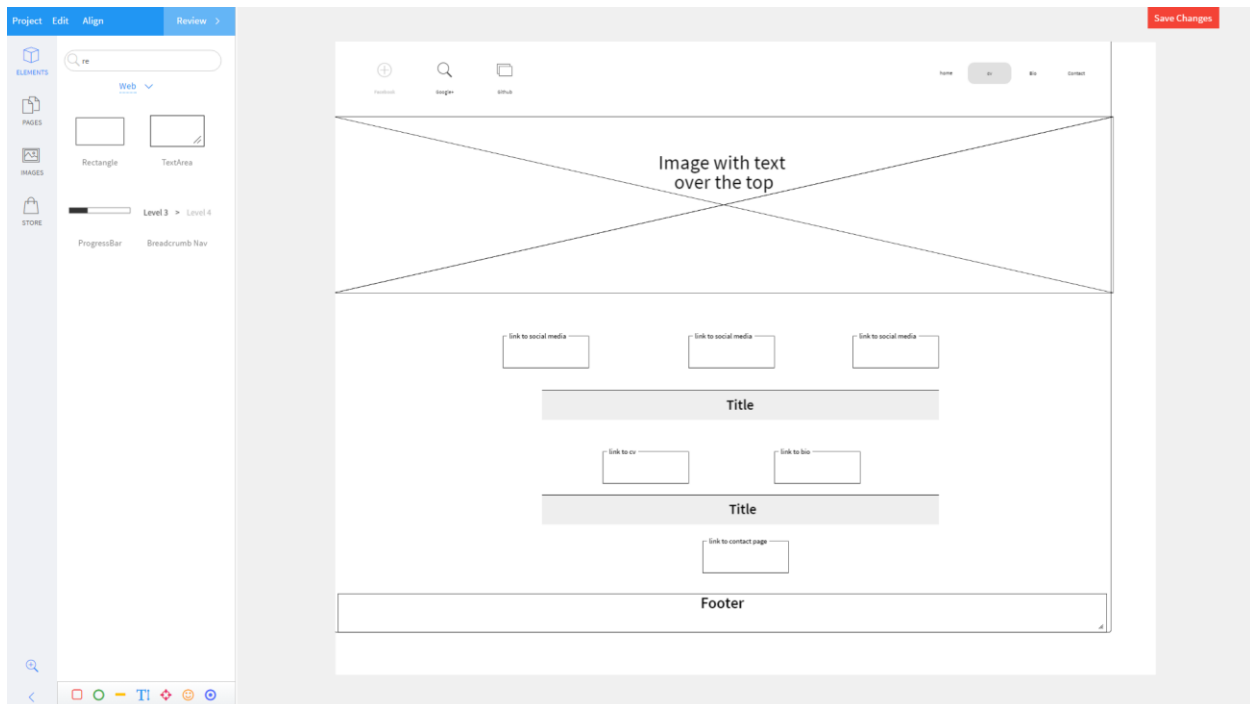 Project Edit Align Review >
Save Changes
ELEMENTS
PAGES
IMAGES
STORE
re
Web
Rectangle TextArea
Level 3 > Level 4
ProgressBar Breadcrumb Nav
TI
Google+ Github
home cv Bio Contact
Image with text
over the top
link to social media link to social media link to social media
Title
link to cv link to bio
Title
link to contact page
Footer